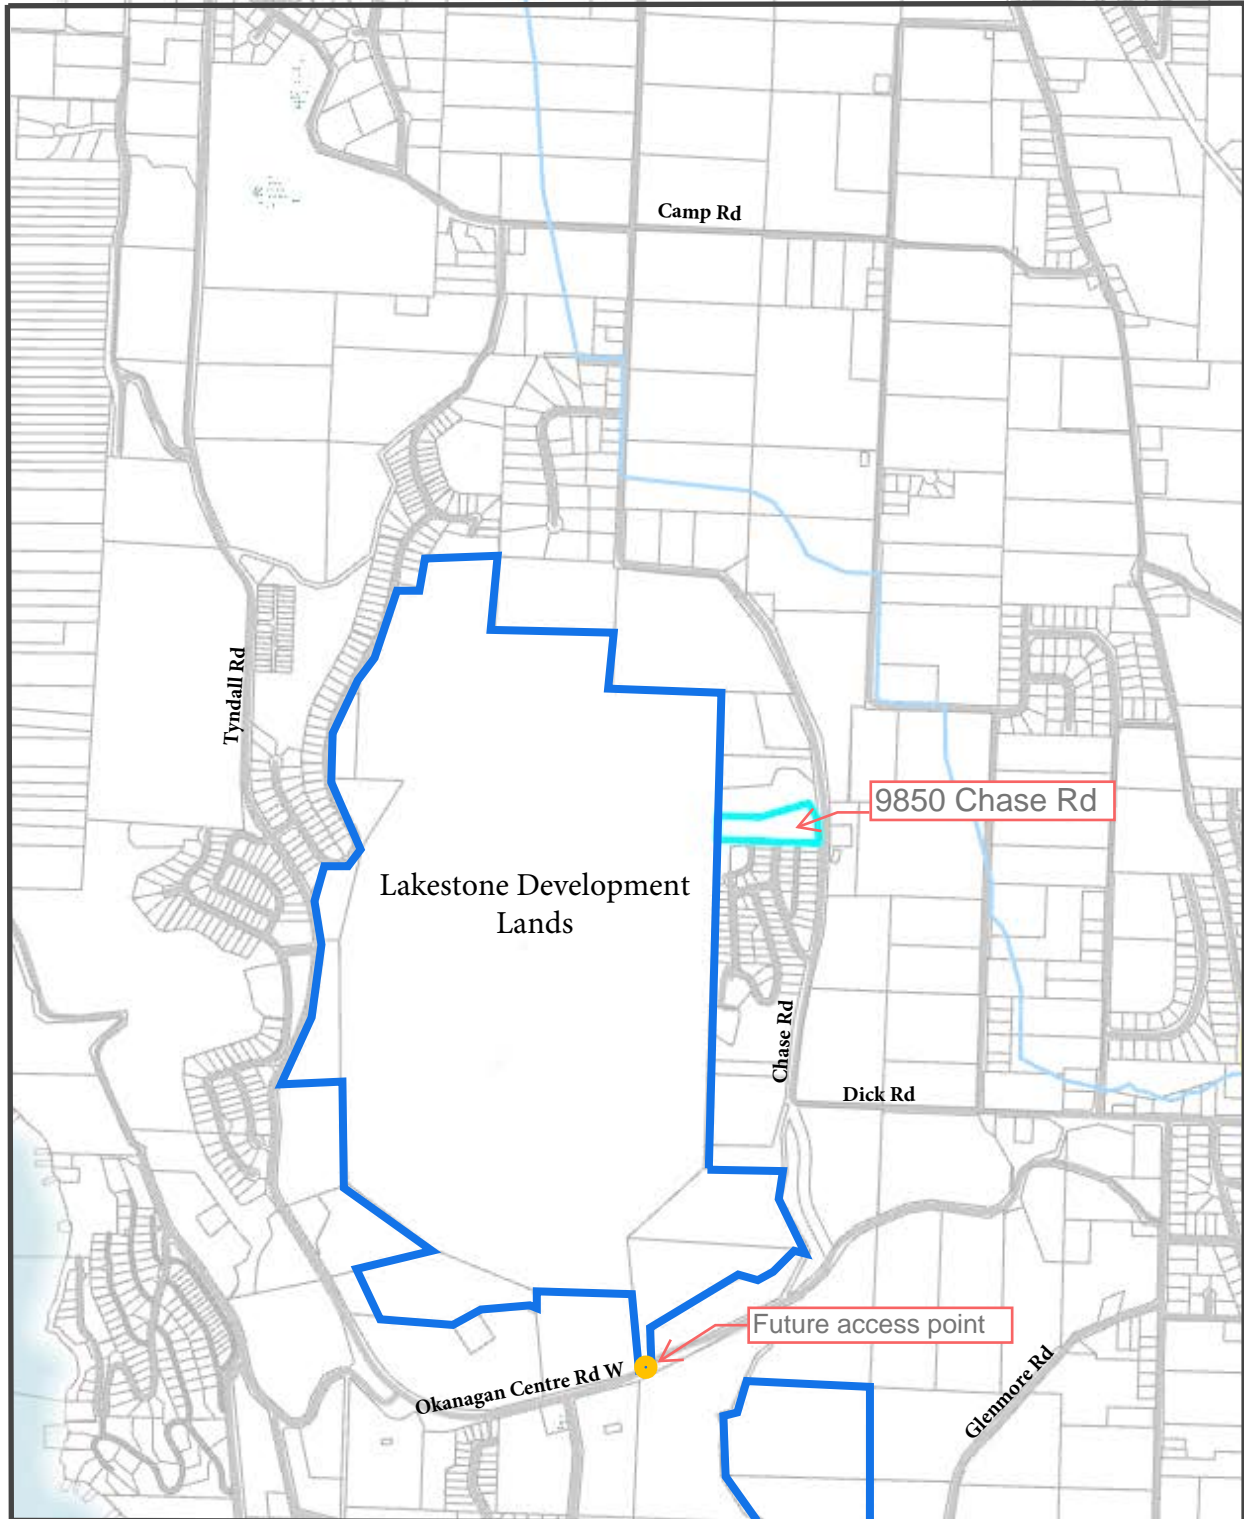 Camp Rd
Tyndall Rd
9850 Chase Rd
Lakestone Development
Lands
Chase Rd
Dick Rd
Future access point
Okanagan Centre Rd W
Glenmore Rd